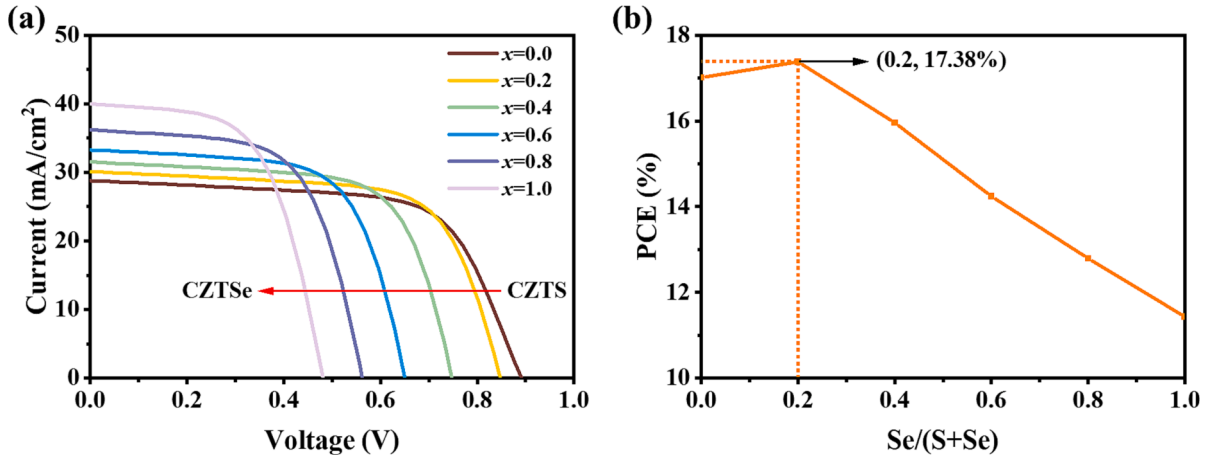 (a)
50
40
30
20
10
0
Current (mA/cm²)
x=0.0
x=0.2
x=0.4
x=0.6
x=0.8
x=1.0
CZTSe
CZTS
0.0 0.2 0.4 0.6 0.8 1.0
Voltage (V)
(b)
18
16
14
12
10
PCE (%)
(0.2, 17.38%)
0.0 0.2 0.4 0.6 0.8 1.0
Se/(S+Se)